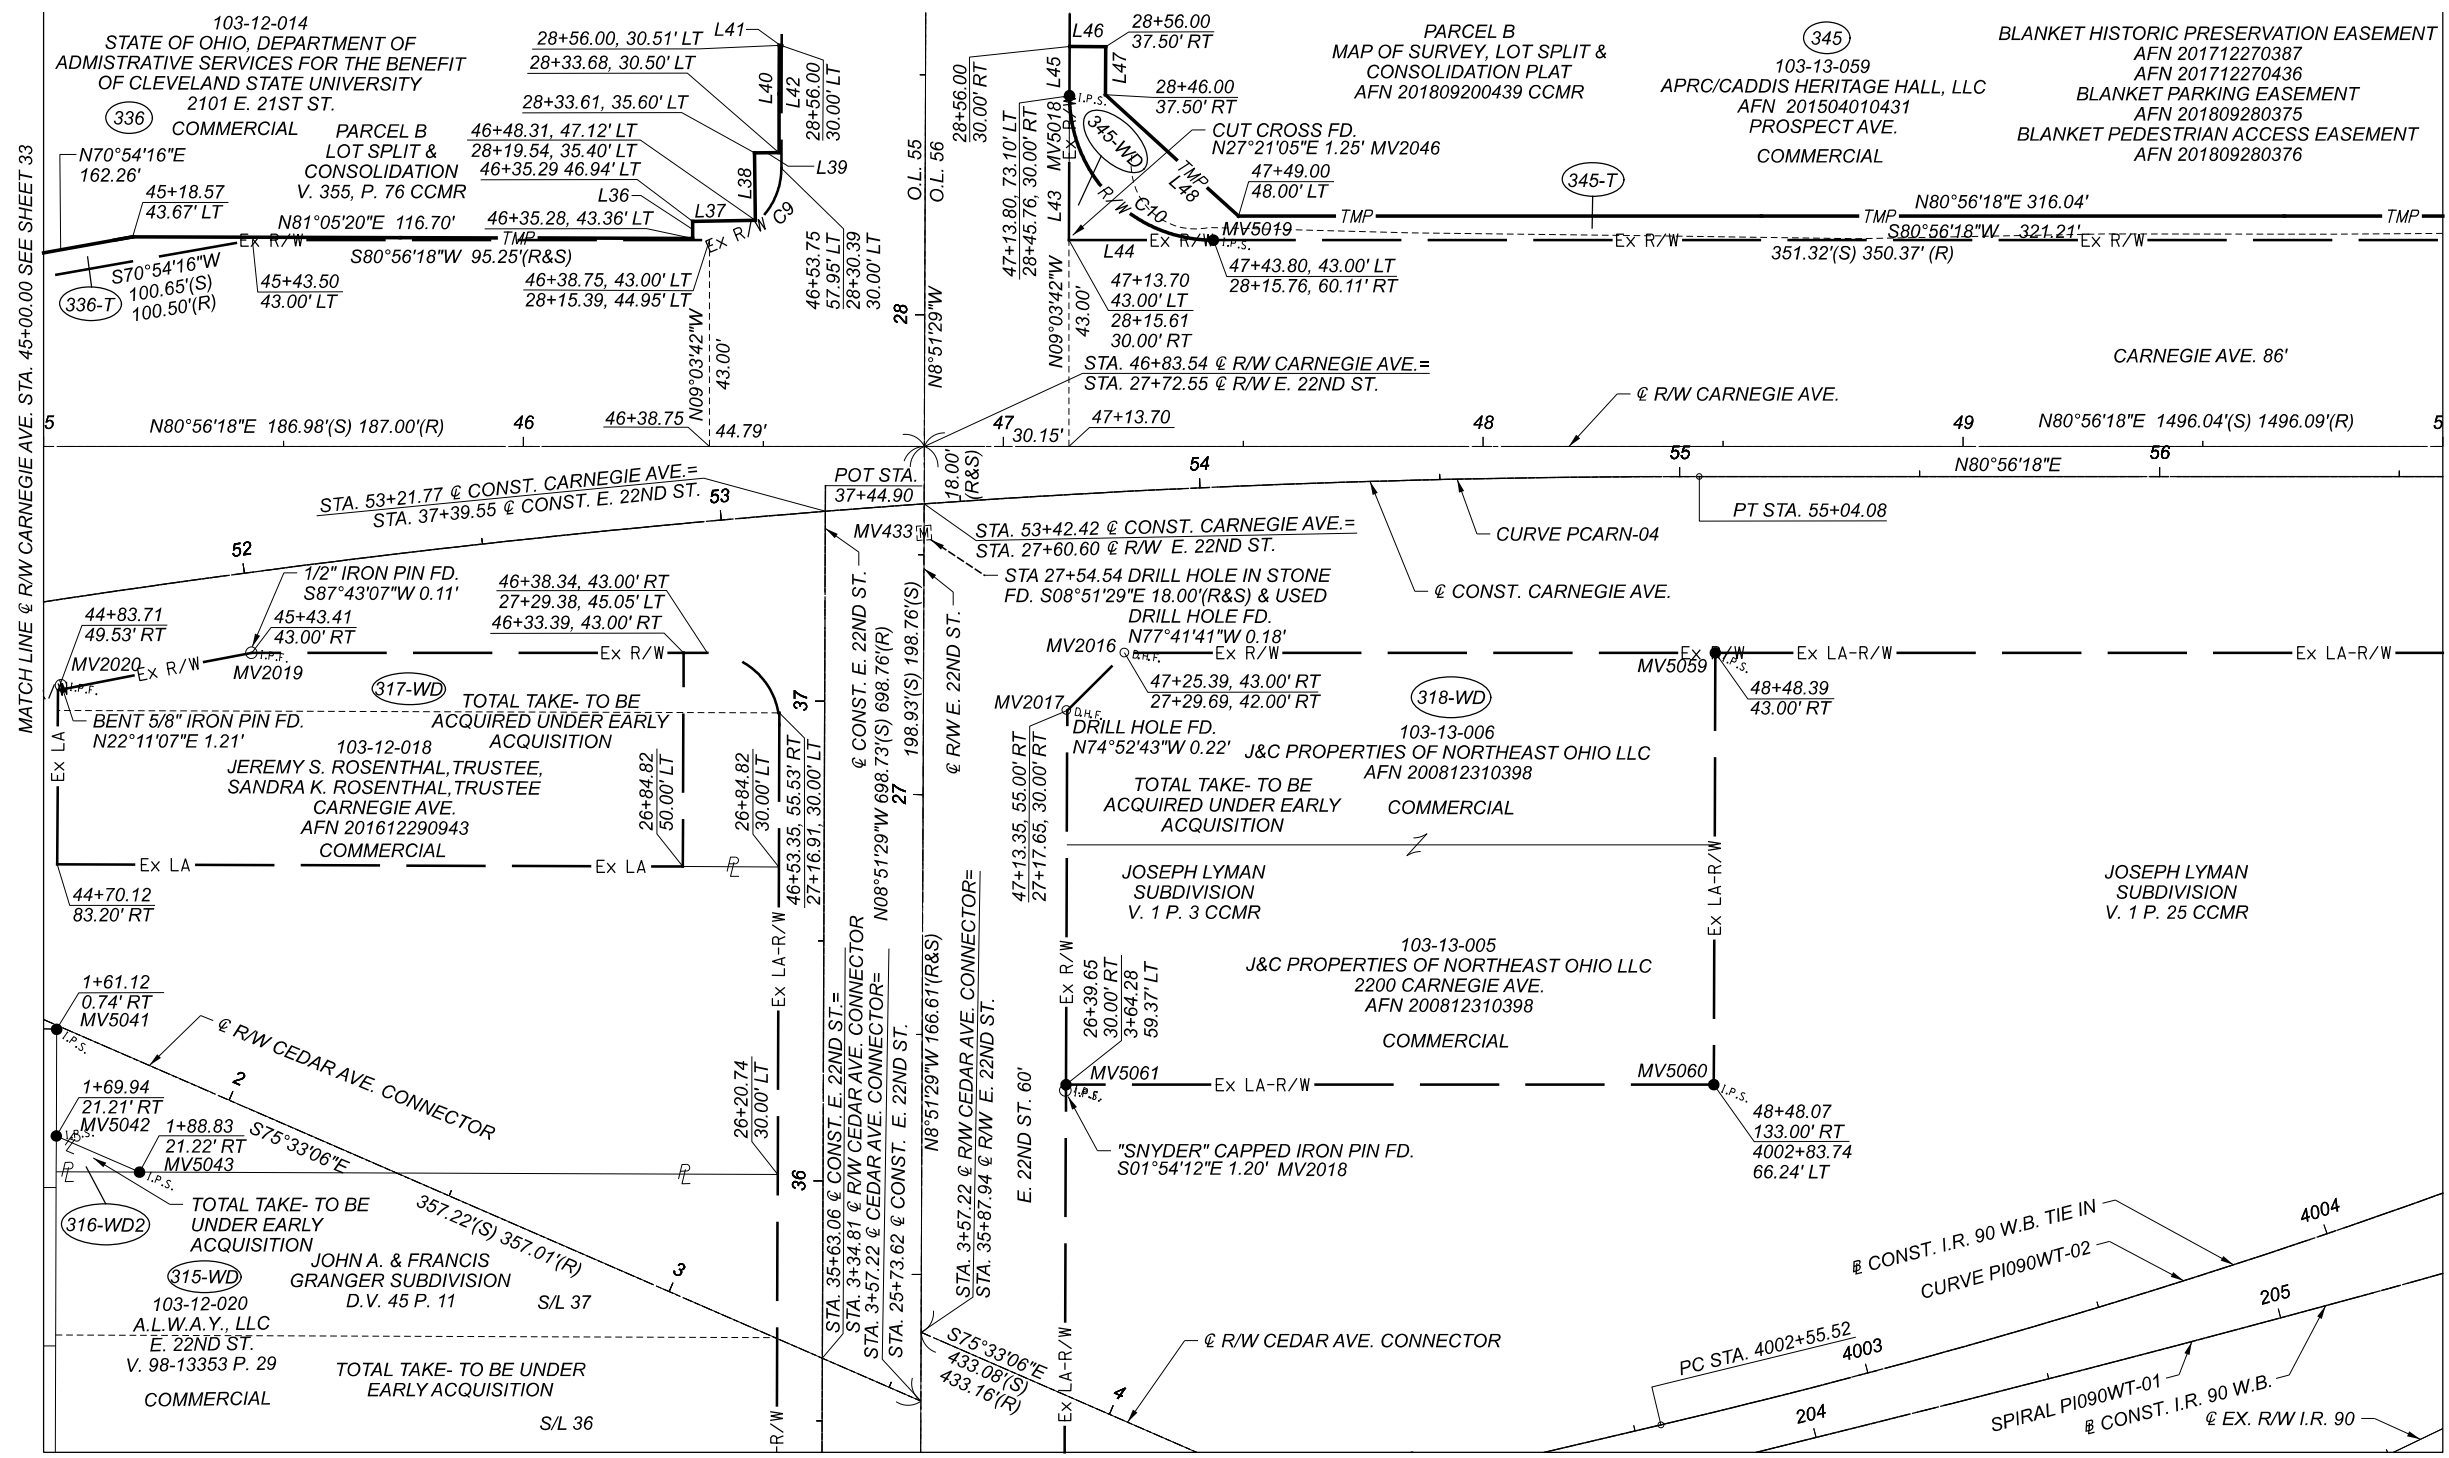 MATCH LINE ℄ R/W CARNEGIE AVE. STA. 45+00.00 SEE SHEET 33
103-12-014
STATE OF OHIO, DEPARTMENT OF
ADMISTRATIVE SERVICES FOR THE BENEFIT
OF CLEVELAND STATE UNIVERSITY
2101 E. 21ST ST.
336
COMMERCIAL
PARCEL B
LOT SPLIT &
CONSOLIDATION
V. 355, P. 76 CCMR
N70°54'16"E
162.26'
45+18.57
43.67' LT
N81°05'20"E 116.70'
Ex R/W
TMP
S80°56'18"W 95.25'(R&S)
S70°54'16"W
100.65'(S)
100.50'(R)
336-T
45+43.50
43.00' LT
28+56.00, 30.51' LT
28+33.68, 30.50' LT
28+33.61, 35.60' LT
46+48.31, 47.12' LT
28+19.54, 35.40' LT
46+35.29 46.94' LT
L36
46+35.28, 43.36' LT
46+38.75, 43.00' LT
28+15.39, 44.95' LT
L41
L40
L42
28+56.00
30.00' LT
L39
L38
L37
C9
Ex R/W
46+53.75
57.95' LT
28+30.39
30.00' LT
N09°03'42"W
43.00'
O.L. 55
O.L. 56
28
N8°51'29"W
28+56.00
30.00' RT
L46
28+56.00
37.50' RT
L45
L47
28+46.00
37.50' RT
I.P.S.
Ex R/W
MV5018
47+13.80, 73.10' LT
28+45.76, 30.00' RT
345-WD
CUT CROSS FD.
N27°21'05"E 1.25' MV2046
TMP
L48
47+49.00
48.00' LT
L43
R/W
C10
MV5019
L44
Ex R/W
I.P.S.
47+43.80, 43.00' LT
28+15.76, 60.11' RT
47+13.70
43.00' LT
28+15.61
30.00' RT
N09°03'42"W
43.00'
PARCEL B
MAP OF SURVEY, LOT SPLIT &
CONSOLIDATION PLAT
AFN 201809200439 CCMR
345
103-13-059
APRC/CADDIS HERITAGE HALL, LLC
AFN 201504010431
PROSPECT AVE.
COMMERCIAL
BLANKET HISTORIC PRESERVATION EASEMENT
AFN 201712270387
AFN 201712270436
BLANKET PARKING EASEMENT
AFN 201809280375
BLANKET PEDESTRIAN ACCESS EASEMENT
AFN 201809280376
345-T
N80°56'18"E 316.04'
TMP
TMP
TMP
S80°56'18"W 321.21'
Ex R/W
Ex R/W
351.32'(S) 350.37' (R)
CARNEGIE AVE. 86'
STA. 46+83.54 ℄ R/W CARNEGIE AVE.=
STA. 27+72.55 ℄ R/W E. 22ND ST.
℄ R/W CARNEGIE AVE.
5
N80°56'18"E 186.98'(S) 187.00'(R)
46
46+38.75
44.79'
47
30.15'
47+13.70
48
49
N80°56'18"E 1496.04'(S) 1496.09'(R)
5
18.00'
(R&S)
STA. 53+21.77 ℄ CONST. CARNEGIE AVE.=
STA. 37+39.55 ℄ CONST. E. 22ND ST.
53
POT STA.
37+44.90
54
55
N80°56'18"E
56
PT STA. 55+04.08
MV433
M
STA. 53+42.42 ℄ CONST. CARNEGIE AVE.=
STA. 27+60.60 ℄ R/W E. 22ND ST.
CURVE PCARN-04
℄ CONST. CARNEGIE AVE.
52
STA 27+54.54 DRILL HOLE IN STONE
FD. S08°51'29"E 18.00'(R&S) & USED
DRILL HOLE FD.
N77°41'41"W 0.18'
MV2016
D.H.F.
Ex R/W
47+25.39, 43.00' RT
27+29.69, 42.00' RT
MV2017
D.H.F.
DRILL HOLE FD.
N74°52'43"W 0.22'
47+13.35, 55.00' RT
27+17.65, 30.00' RT
1/2" IRON PIN FD.
S87°43'07"W 0.11'
44+83.71
49.53' RT
45+43.41
43.00' RT
MV2020
I.P.F.
Ex R/W
I.P.F.
MV2019
BENT 5/8" IRON PIN FD.
N22°11'07"E 1.21'
46+38.34, 43.00' RT
27+29.38, 45.05' LT
46+33.39, 43.00' RT
Ex R/W
317-WD
TOTAL TAKE- TO BE
ACQUIRED UNDER EARLY
ACQUISITION
103-12-018
JEREMY S. ROSENTHAL,TRUSTEE,
SANDRA K. ROSENTHAL,TRUSTEE
CARNEGIE AVE.
AFN 201612290943
COMMERCIAL
Ex LA
Ex LA
Ex LA
44+70.12
83.20' RT
26+84.82
50.00' LT
26+84.82
30.00' LT
PL
46+53.35, 55.53' RT
27+16.91, 30.00' LT
37
℄ CONST. E. 22ND ST.
N08°51'29"W 698.73'(S) 698.76'(R)
198.93'(S) 198.76'(S)
27
℄ R/W E. 22ND ST.
318-WD
103-13-006
J&C PROPERTIES OF NORTHEAST OHIO LLC
AFN 200812310398
TOTAL TAKE- TO BE
ACQUIRED UNDER EARLY
ACQUISITION
COMMERCIAL
Ex R/W
MV5059
I.P.S.
Ex LA-R/W
Ex LA-R/W
48+48.39
43.00' RT
Ex LA-R/W
Z
JOSEPH LYMAN
SUBDIVISION
V. 1 P. 3 CCMR
JOSEPH LYMAN
SUBDIVISION
V. 1 P. 25 CCMR
103-13-005
J&C PROPERTIES OF NORTHEAST OHIO LLC
2200 CARNEGIE AVE.
AFN 200812310398
COMMERCIAL
Ex R/W
26+39.65
30.00' RT
3+64.28
59.37' LT
MV5061
I.P.S.
Ex LA-R/W
MV5060
I.P.S.
48+48.07
133.00' RT
4002+83.74
66.24' LT
"SNYDER" CAPPED IRON PIN FD.
S01°54'12"E 1.20' MV2018
E. 22ND ST. 60'
Ex LA-R/W
1+61.12
0.74' RT
MV5041
I.P.S.
℄ R/W CEDAR AVE. CONNECTOR
2
1+69.94
21.21' RT
MV5042
1+88.83
21.22' RT
MV5043
I.P.S.
PL
S75°33'06"E
357.22'(S) 357.01'(R)
PL
26+20.74
30.00' LT
Ex LA-R/W
36
316-WD2
TOTAL TAKE- TO BE
UNDER EARLY
ACQUISITION
315-WD
103-12-020
A.L.W.A.Y., LLC
E. 22ND ST.
V. 98-13353 P. 29
COMMERCIAL
JOHN A. & FRANCIS
GRANGER SUBDIVISION
D.V. 45 P. 11
S/L 37
3
TOTAL TAKE- TO BE UNDER
EARLY ACQUISITION
S/L 36
R/W
STA. 35+63.06 ℄ CONST. E. 22ND ST.=
STA. 3+34.81 ℄ R/W CEDAR AVE. CONNECTOR
STA. 3+57.22 ℄ CEDAR AVE. CONNECTOR=
STA. 25+73.62 ℄ CONST. E. 22ND ST.
N8°51'29"W 166.61'(R&S)
STA. 3+57.22 ℄ R/W CEDAR AVE. CONNECTOR=
STA. 35+87.94 ℄ R/W E. 22ND ST.
S75°33'06"E
433.08'(S)
433.16'(R)
Ex LA-R/W
4
℄ R/W CEDAR AVE. CONNECTOR
PC STA. 4002+55.52
4003
4004
℄ CONST. I.R. 90 W.B. TIE IN
CURVE PI090WT-02
205
204
SPIRAL PI090WT-01
℄ CONST. I.R. 90 W.B.
℄ EX. R/W I.R. 90